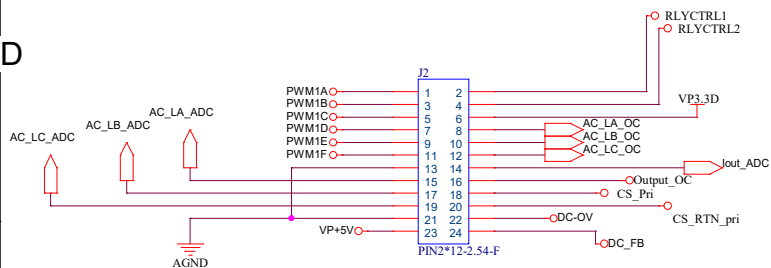 RLYCTRL1
RLYCTRL2
D
J2
VP3.3D
PWM1A 1 2
PWM1B 3 4
PWM1C 5 6
PWM1D 7 8 AC_LA_OC
PWM1E 9 10 AC_LB_OC
PWM1F 11 12 AC_LC_OC
AC_LA_ADC
AC_LB_ADC
AC_LC_ADC
13 14 Iout_ADC
15 16 Output_OC
17 18 CS_Pri
19 20 CS_RTN_pri
21 22 DC-OV
VP+5V 23 24 DC_FB
PIN2*12-2.54-F
AGND